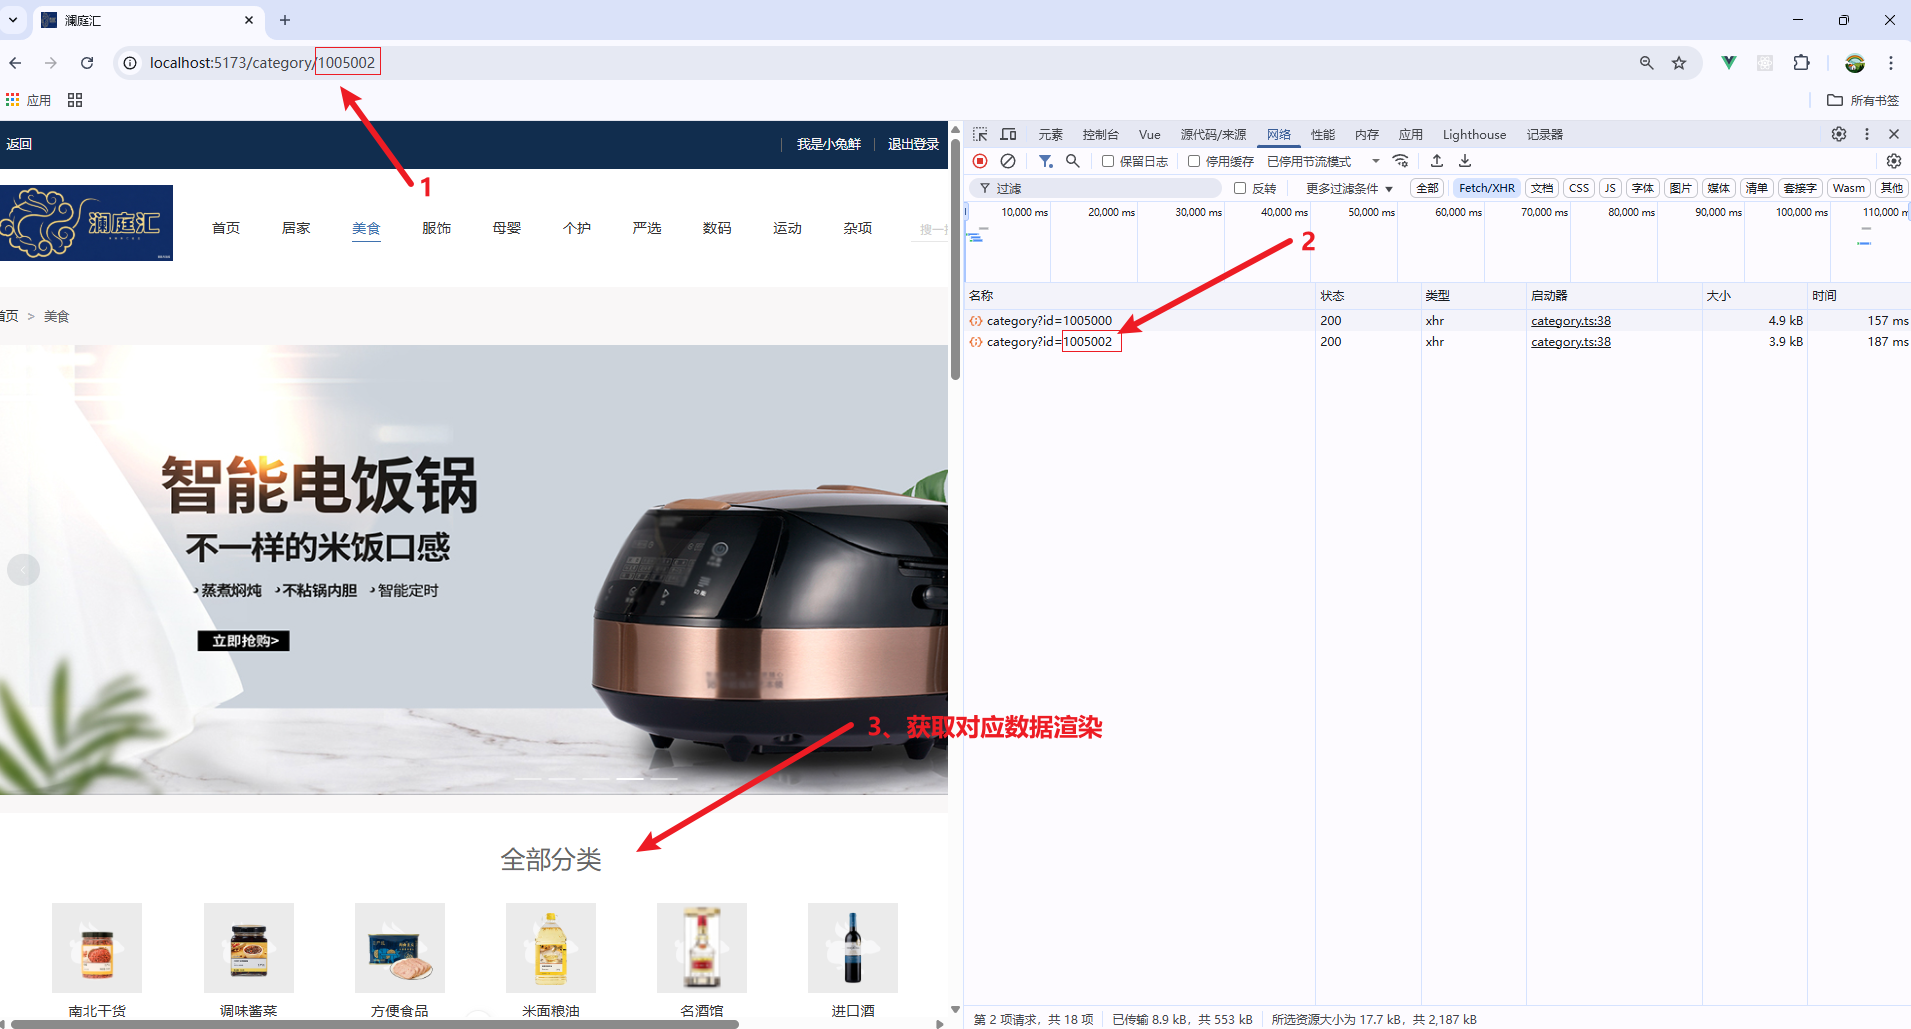 澜庭汇
localhost:5173/category/1005002
应用
所有书签
返回
我是小兔鲜
退出登录
1
澜庭汇
首页 居家 美食 服饰 母婴 个护 严选 数码 运动 杂项
搜一
首页 > 美食
智能电饭锅
不一样的米饭口感
蒸煮焖炖 不粘锅内胆 智能定时
立即抢购>
3、获取对应数据渲染
全部分类
南北干货 调味酱菜 方便食品 米面粮油 名酒馆 进口酒
元素 控制台 Vue 源代码/来源 网络 性能 内存 应用 Lighthouse 记录器
保留日志 停用缓存 已停用节流模式
过滤 反转 更多过滤条件 全部 Fetch/XHR 文档 CSS JS 字体 图片 媒体 清单 套接字 Wasm 其他
10,000 ms 20,000 ms 30,000 ms 40,000 ms 50,000 ms 60,000 ms 70,000 ms 80,000 ms 90,000 ms 100,000 ms 110,000 m
2
名称 状态 类型 启动器 大小 时间
category?id=1005000 200 xhr category.ts:38 4.9 kB 157 ms
category?id=1005002 200 xhr category.ts:38 3.9 kB 187 ms
第 2 项请求，共 18 项 已传输 8.9 kB，共 553 kB 所选资源大小为 17.7 kB，共 2,187 kB